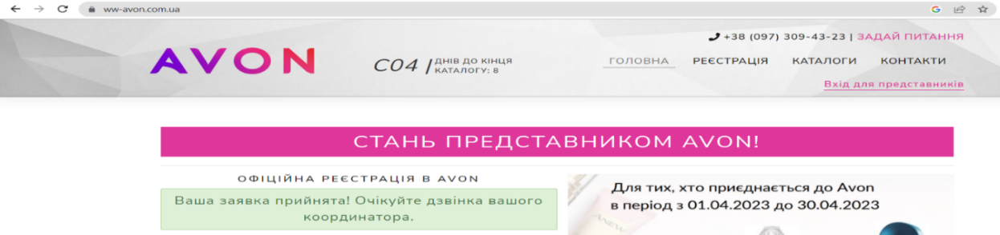 ww-avon.com.ua
+38 (097) 309-43-23 | ЗАДАЙ ПИТАННЯ
AVON
C04 / ДНІВ ДО КІНЦЯ
КАТАЛОГУ: 8
ГОЛОВНА РЕЄСТРАЦІЯ КАТАЛОГИ КОНТАКТИ
Вхід для представників
СТАНЬ ПРЕДСТАВНИКОМ AVON!
ОФІЦІЙНА РЕЄСТРАЦІЯ В AVON
Ваша заявка прийнята! Очікуйте дзвінка вашого
координатора.
Для тих, хто приєднається до Avon
в період з 01.04.2023 до 30.04.2023
ANEW